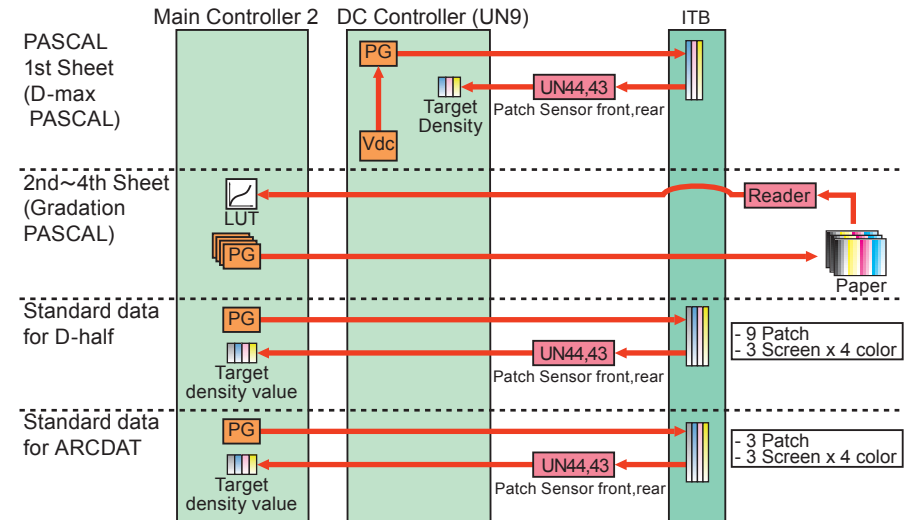 Main Controller 2
DC Controller (UN9)
ITB
PASCAL
1st Sheet
(D-max
PASCAL)
PG
UN44,43
Patch Sensor front,rear
Target
Density
Vdc
2nd~4th Sheet
(Gradation
PASCAL)
LUT
Reader
PG
Paper
Standard data
for D-half
PG
Target
density value
UN44,43
Patch Sensor front,rear
- 9 Patch
- 3 Screen x 4 color
Standard data
for ARCDAT
PG
Target
density value
UN44,43
Patch Sensor front,rear
- 3 Patch
- 3 Screen x 4 color